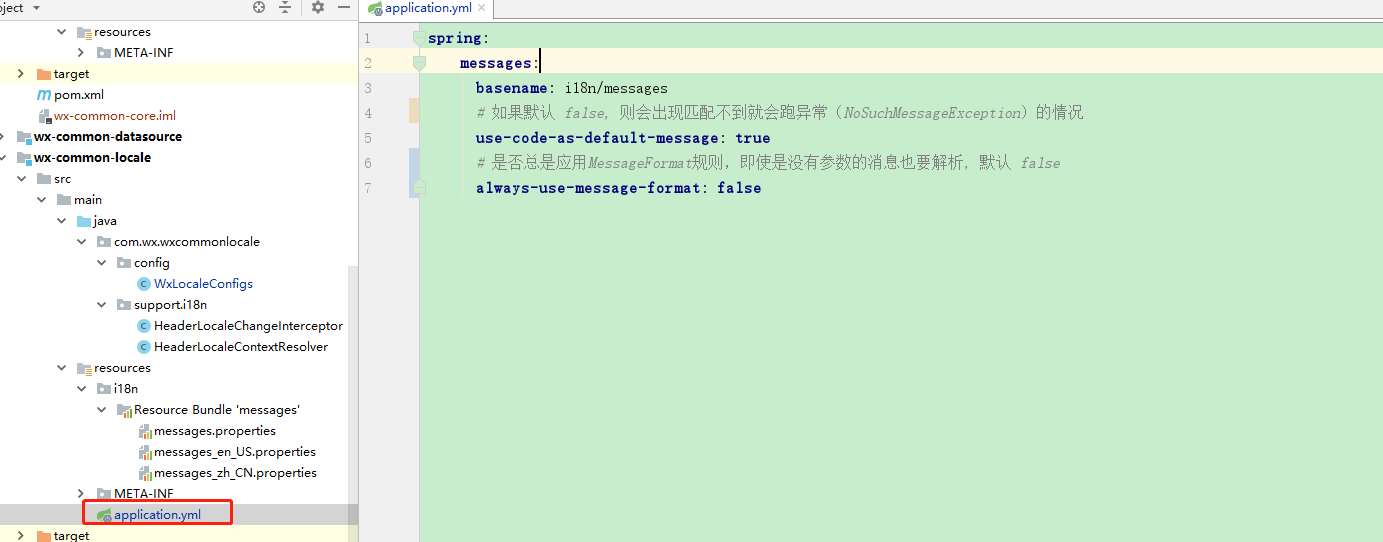 oject
resources
META-INF
target
pom.xml
wx-common-core.iml
wx-common-datasource
wx-common-locale
src
main
java
com.wx.wxcommonlocale
config
WxLocaleConfigs
support.i18n
HeaderLocaleChangeInterceptor
HeaderLocaleContextResolver
resources
i18n
Resource Bundle 'messages'
messages.properties
messages_en_US.properties
messages_zh_CN.properties
META-INF
application.yml
target
application.yml
1 spring:
2 messages:
3 basename: i18n/messages
4 # 如果默认 false, 则会出现匹配不到就会跑异常（NoSuchMessageException）的情况
5 use-code-as-default-message: true
6 # 是否总是应用MessageFormat规则，即使是没有参数的消息也要解析, 默认 false
7 always-use-message-format: false